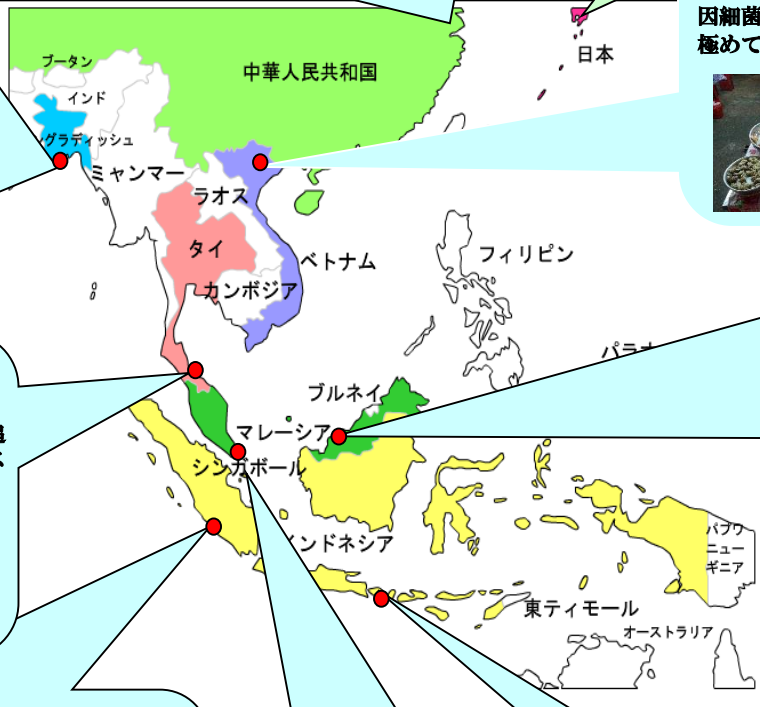 因細菌
極めて
日本
ブータン
中華人民共和国
インド
グラディッシュ
ミャンマー
ラオス
タイ
ベトナム
フィリピン
カンボジア
ブルネイ
マレーシア
シンガポール
ンドネシア
パプワ
ニュー
ギニア
東ティモール
オーストラリア